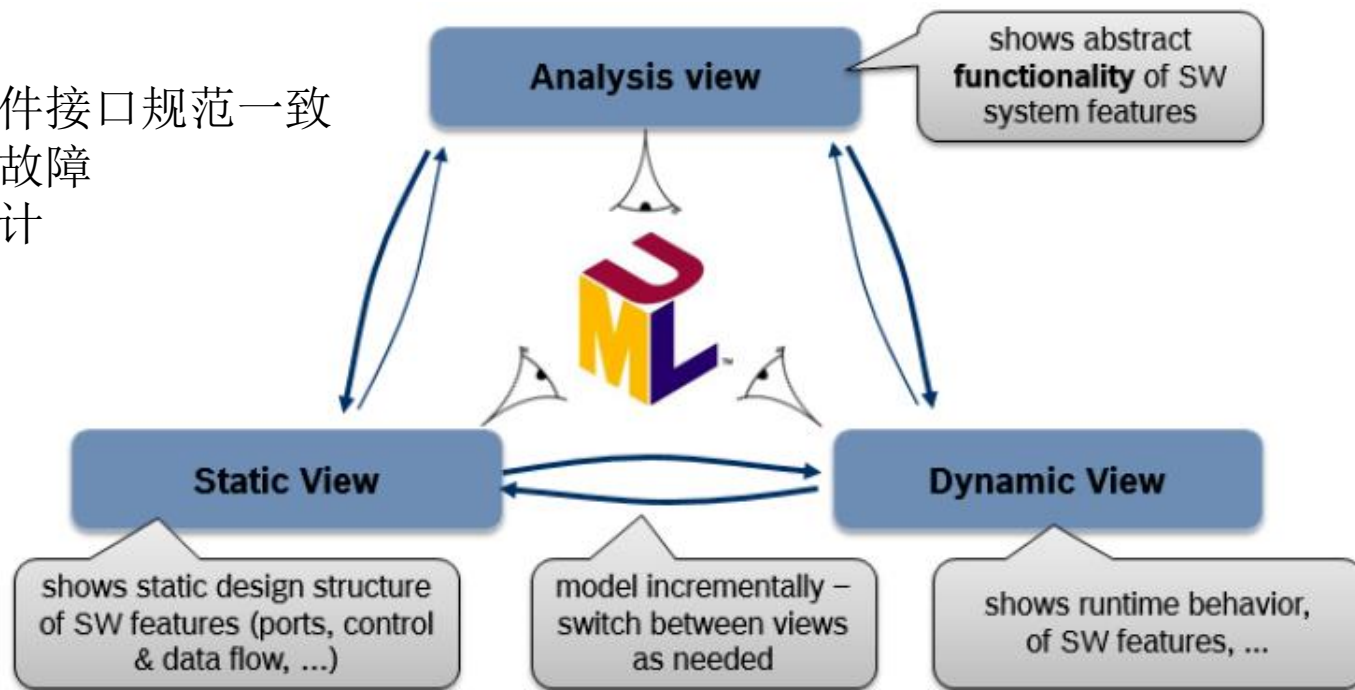 shows abstract
functionality of SW
system features
Analysis view
件接口规范一致
故障
计
UML™
Static View
Dynamic View
shows static design structure
of SW features (ports, control
& data flow, ...)
model incrementally –
switch between views
as needed
shows runtime behavior,
of SW features, ...